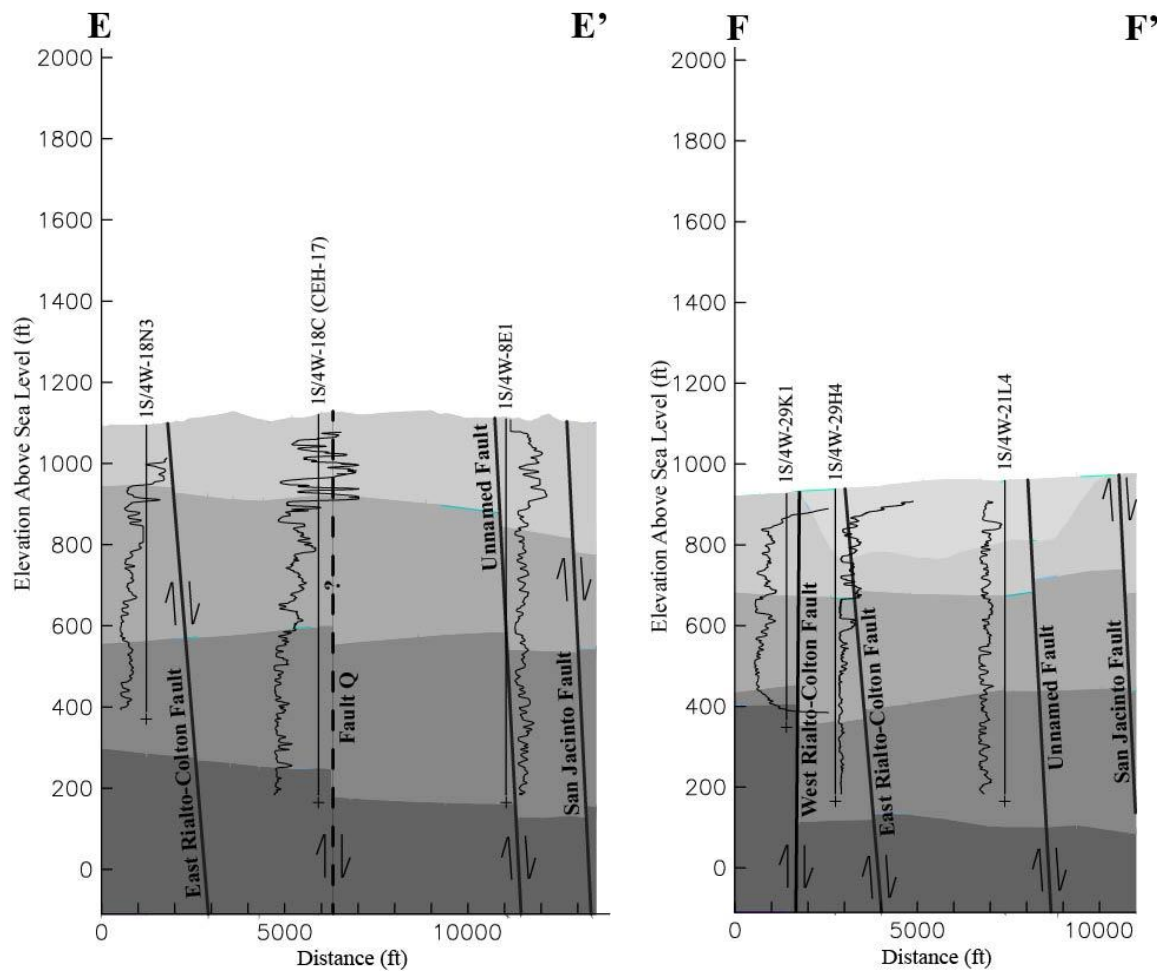 E
E’
2000
1800
1600
1400
1200
1000
800
600
400
200
0
Elevation Above Sea Level (ft)
1S/4W-18N3
1S/4W-18C (CEH-17)
1S/4W-8E1
East Rialto-Colton Fault
?
Fault Q
Unnamed Fault
San Jacinto Fault
0
5000
10000
Distance (ft)
F
F’
2000
1800
1600
1400
1200
1000
800
600
400
200
0
Elevation Above Sea Level (ft)
1S/4W-29K1
1S/4W-29H4
1S/4W-21L4
West Rialto-Colton Fault
East Rialto-Colton Fault
Unnamed Fault
San Jacinto Fault
0
5000
10000
Distance (ft)